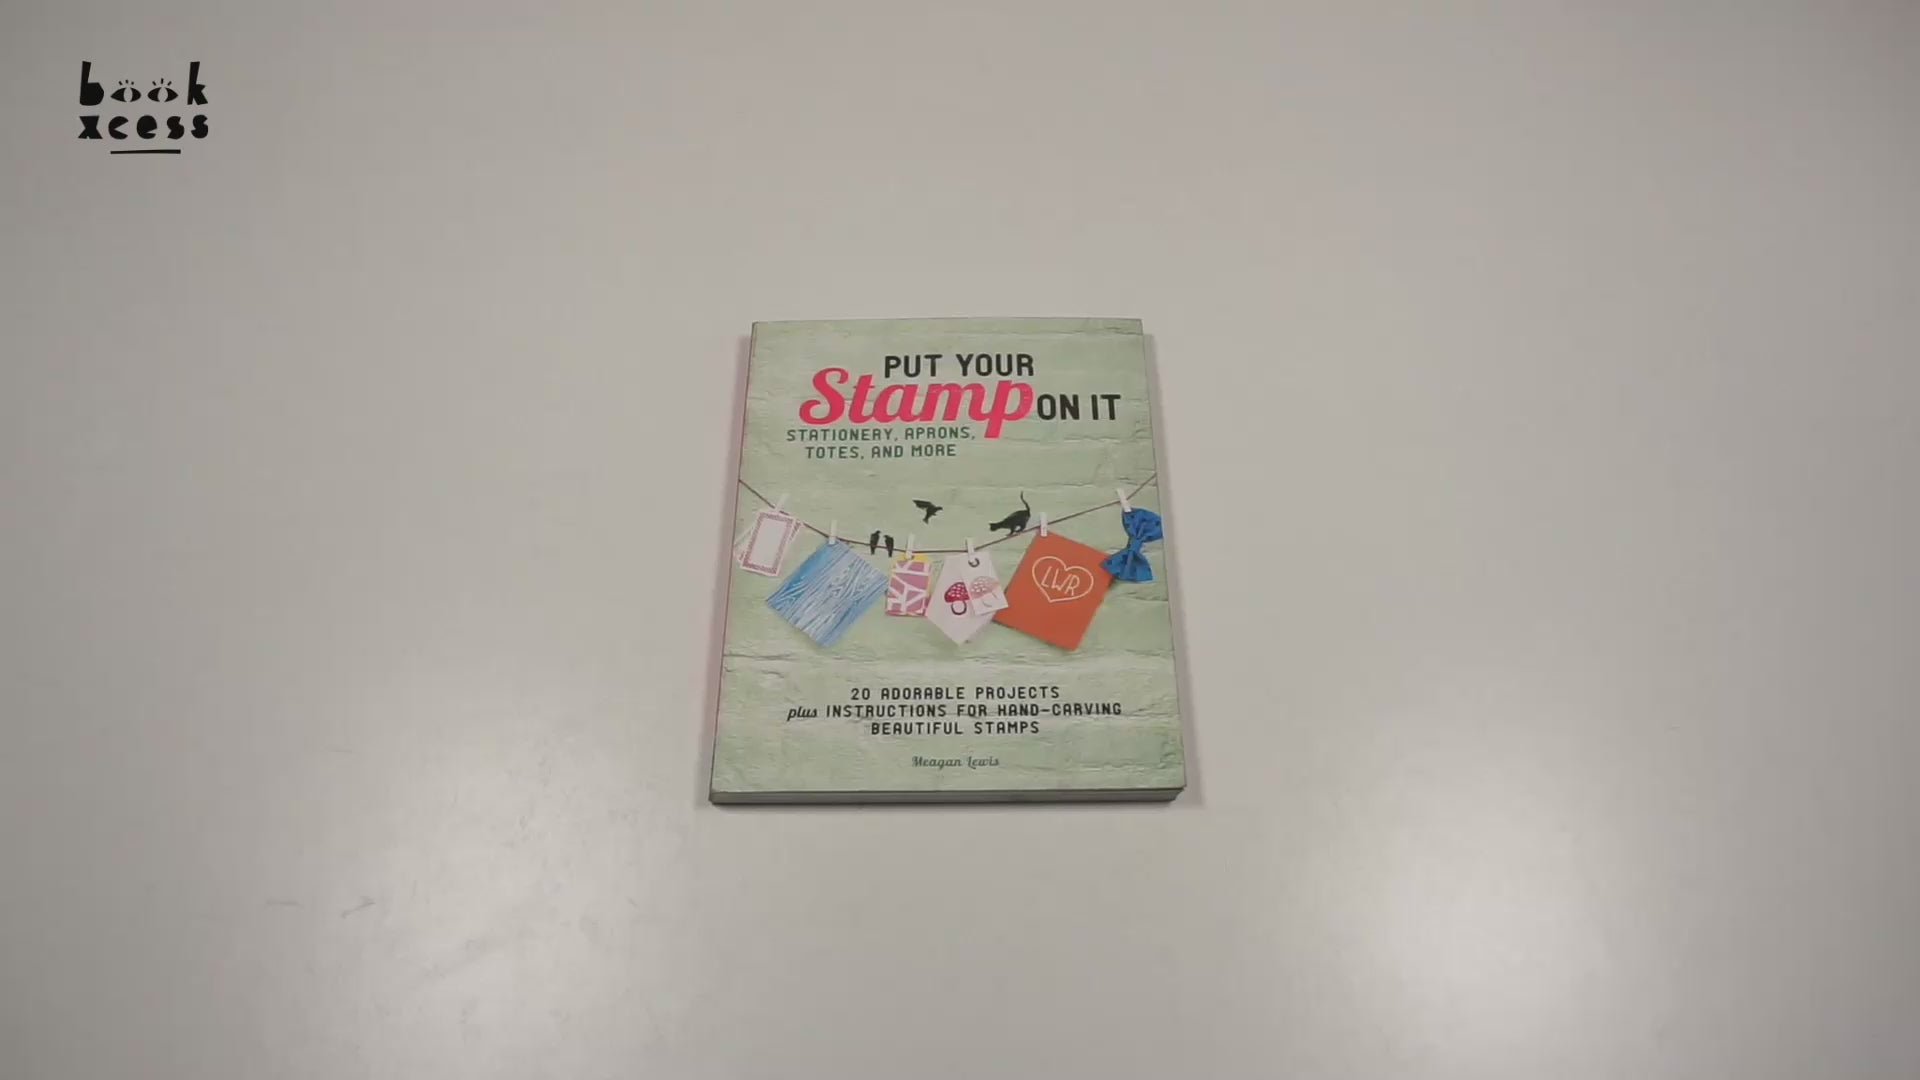 book
xcess
PUT YOUR
Stamp ON IT
STATIONERY, APRONS,
TOTES, AND MORE
LWR
20 ADORABLE PROJECTS
plus INSTRUCTIONS FOR HAND-CARVING
BEAUTIFUL STAMPS
Meagan Lewis